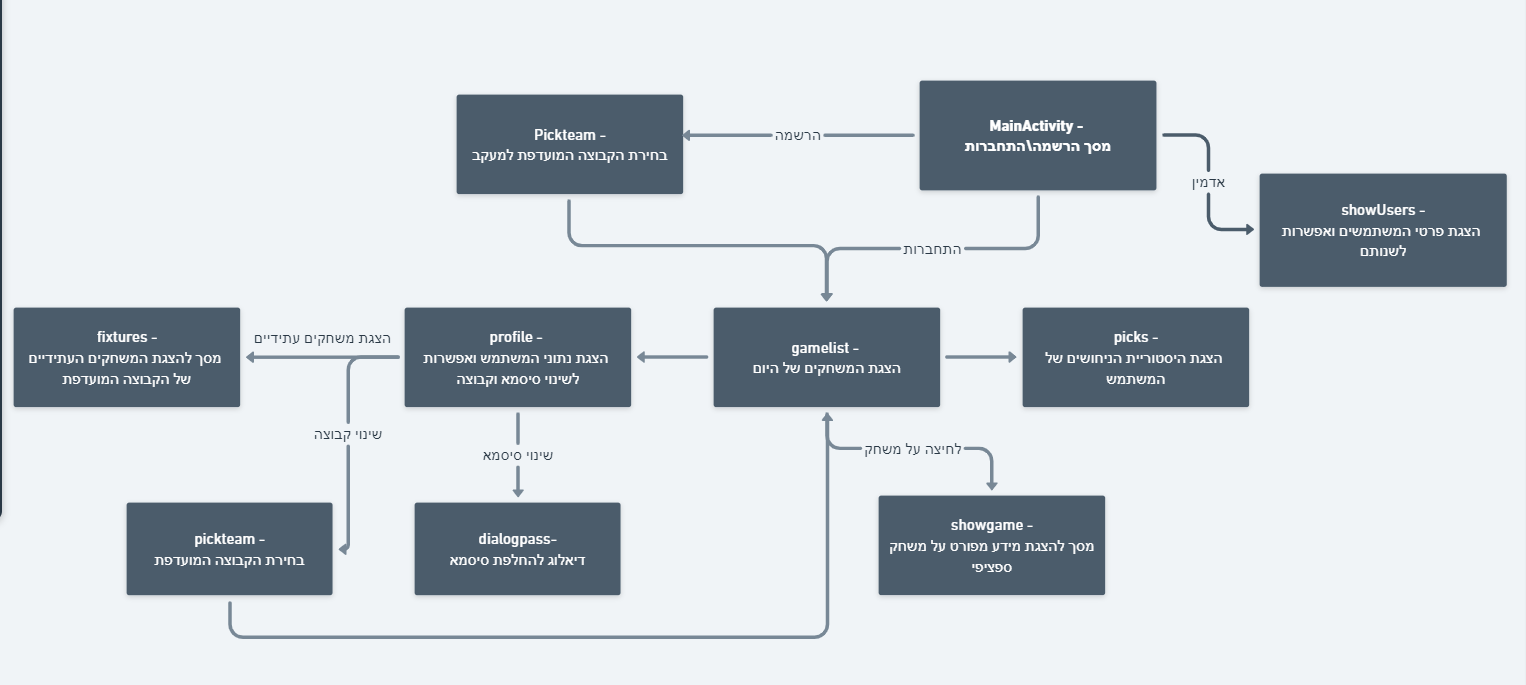 MainActivity -
מסך הרשמה\התחברות
הרשמה
Pickteam -
בחירת הקבוצה המועדפת למעקב
אדמין
showUsers -
הצגת פרטי המשתמשים ואפשרות
לשנותם
התחברות
picks -
הצגת היסטוריית הניחושים של
המשתמש
gamelist -
הצגת המשחקים של היום
profile -
הצגת נתוני המשתמש ואפשרות
לשינוי סיסמא וקבוצה
הצגת משחקים עתידיים
fixtures -
מסך להצגת המשחקים העתידיים
של הקבוצה המועדפת
לחיצה על משחק
שינוי סיסמא
שינוי קבוצה
showgame -
מסך להצגת מידע מפורט על משחק
ספציפי
dialogpass-
דיאלוג להחלפת סיסמא
pickteam -
בחירת הקבוצה המועדפת